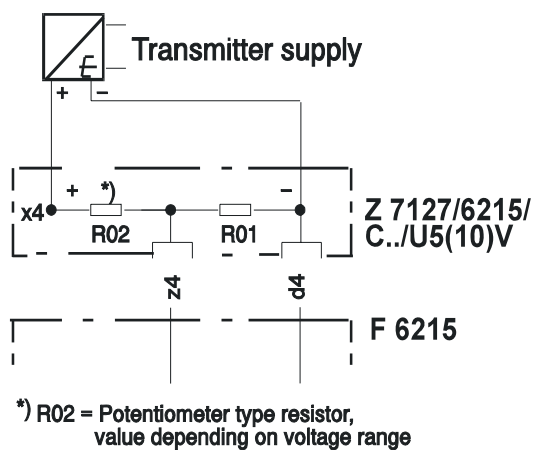 Transmitter supply
+ −
+ *) −
x4
R02 R01
Z 7127/6215/
C../U5(10)V
z4 d4
F 6215
*) R02 = Potentiometer type resistor,
value depending on voltage range